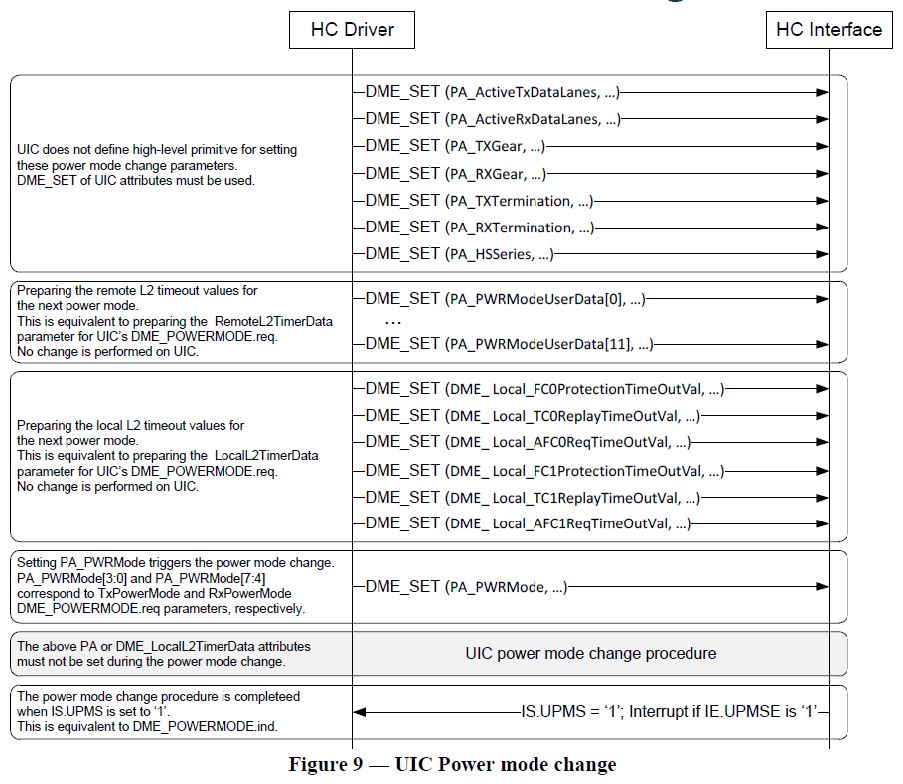 HC Driver
HC Interface
UIC does not define high-level primitive for setting
these power mode change parameters.
DME_SET of UIC attributes must be used.
DME_SET (PA_ActiveTxDataLanes, ...)
DME_SET (PA_ActiveRxDataLanes, ...)
DME_SET (PA_TXGear, ...)
DME_SET (PA_RXGear, ...)
DME_SET (PA_TXTermination, ...)
DME_SET (PA_RXTermination, ...)
DME_SET (PA_HSSeries, ...)
Preparing the remote L2 timeout values for
the next power mode.
This is equivalent to preparing the RemoteL2TimerData
parameter for UIC's DME_POWERMODE.req.
No change is performed on UIC.
DME_SET (PA_PWRModeUserData[0], ...)
...
DME_SET (PA_PWRModeUserData[11], ...)
Preparing the local L2 timeout values for
the next power mode.
This is equivalent to preparing the LocalL2TimerData
parameter for UIC's DME_POWERMODE.req.
No change is performed on UIC.
DME_SET (DME_ Local_FC0ProtectionTimeOutVal, ...)
DME_SET (DME_ Local_TC0ReplayTimeOutVal, ...)
DME_SET (DME_ Local_AFC0ReqTimeOutVal, ...)
DME_SET (DME_ Local_FC1ProtectionTimeOutVal, ...)
DME_SET (DME_ Local_TC1ReplayTimeOutVal, ...)
DME_SET (DME_ Local_AFC1ReqTimeOutVal, ...)
Setting PA_PWRMode triggers the power mode change.
PA_PWRMode[3:0] and PA_PWRMode[7:4]
correspond to TxPowerMode and RxPowerMode
DME_POWERMODE.req parameters, respectively.
DME_SET (PA_PWRMode, ...)
The above PA or DME_LocalL2TimerData attributes
must not be set during the power mode change.
UIC power mode change procedure
The power mode change procedure is completeed
when IS.UPMS is set to '1'.
This is equivalent to DME_POWERMODE.ind.
IS.UPMS = '1'; Interrupt if IE.UPMSE is '1'
Figure 9 — UIC Power mode change